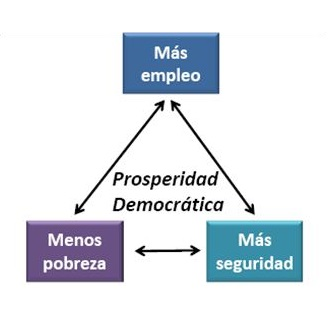 Más
empleo
Prosperidad
Democrática
Menos
pobreza
Más
seguridad